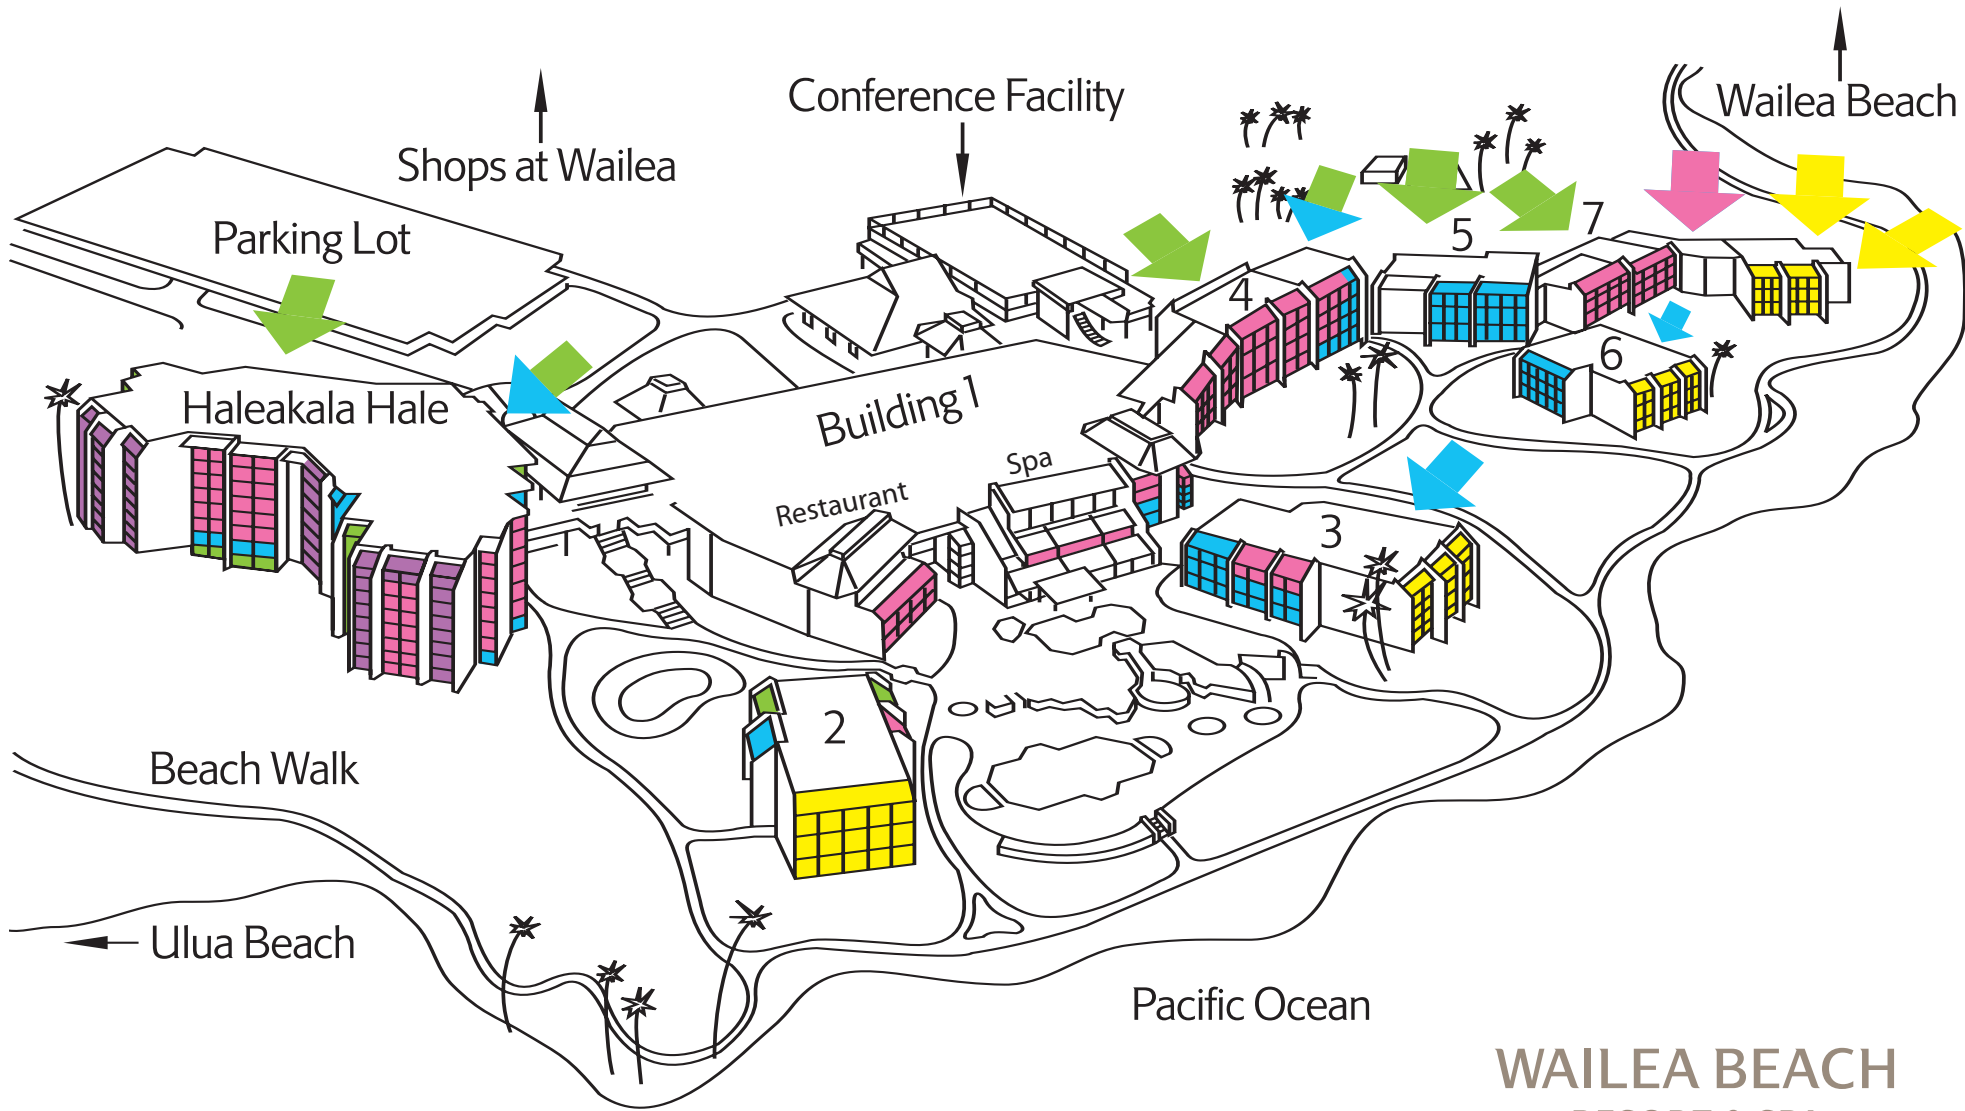 Wailea Beach
Conference Facility
Shops at Wailea
Parking Lot
7
5
4
6
Haleakala Hale
Building 1
Spa
Restaurant
3
2
Beach Walk
Ulua Beach
Pacific Ocean
WAILEA BEACH